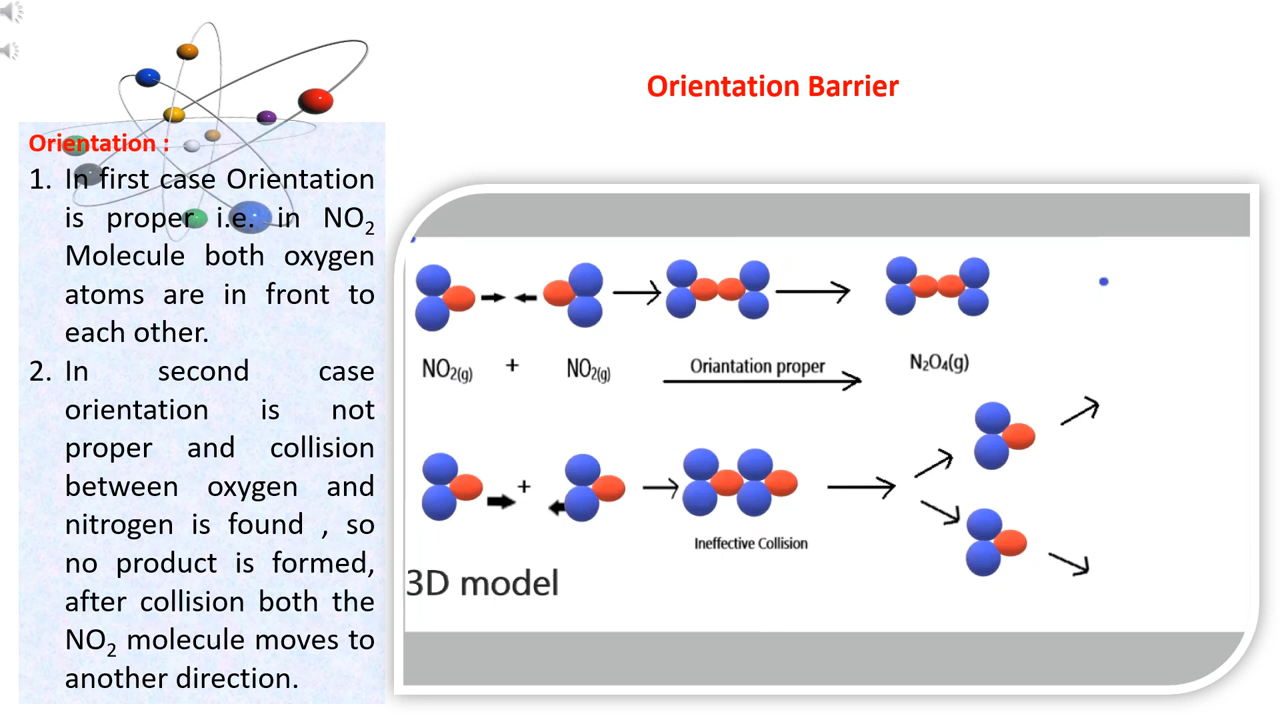 Orientation Barrier
Orientation :
1. In first case Orientation
is proper i.e. in NO₂
Molecule both oxygen
atoms are in front to
each other.
2. In second case
orientation is not
proper and collision
between oxygen and
nitrogen is found , so
no product is formed,
after collision both the
NO₂ molecule moves to
another direction.
NO₂(g) + NO₂(g) Oriantation proper N₂O₄(g)
+
Ineffective Collision
3D model